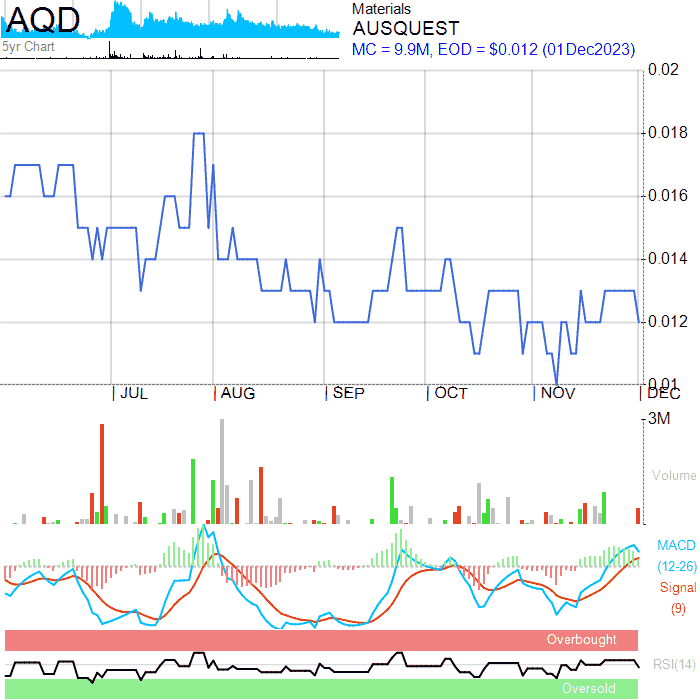 AQD
5yr Chart
Materials
AUSQUEST
MC = 9.9M, EOD = $0.012 (01Dec2023)
0.02
0.018
0.016
0.014
0.012
0.01
JUL AUG SEP OCT NOV DEC
3M
Volume
MACD
(12-26)
Signal
(9)
Overbought
RSI(14)
Oversold